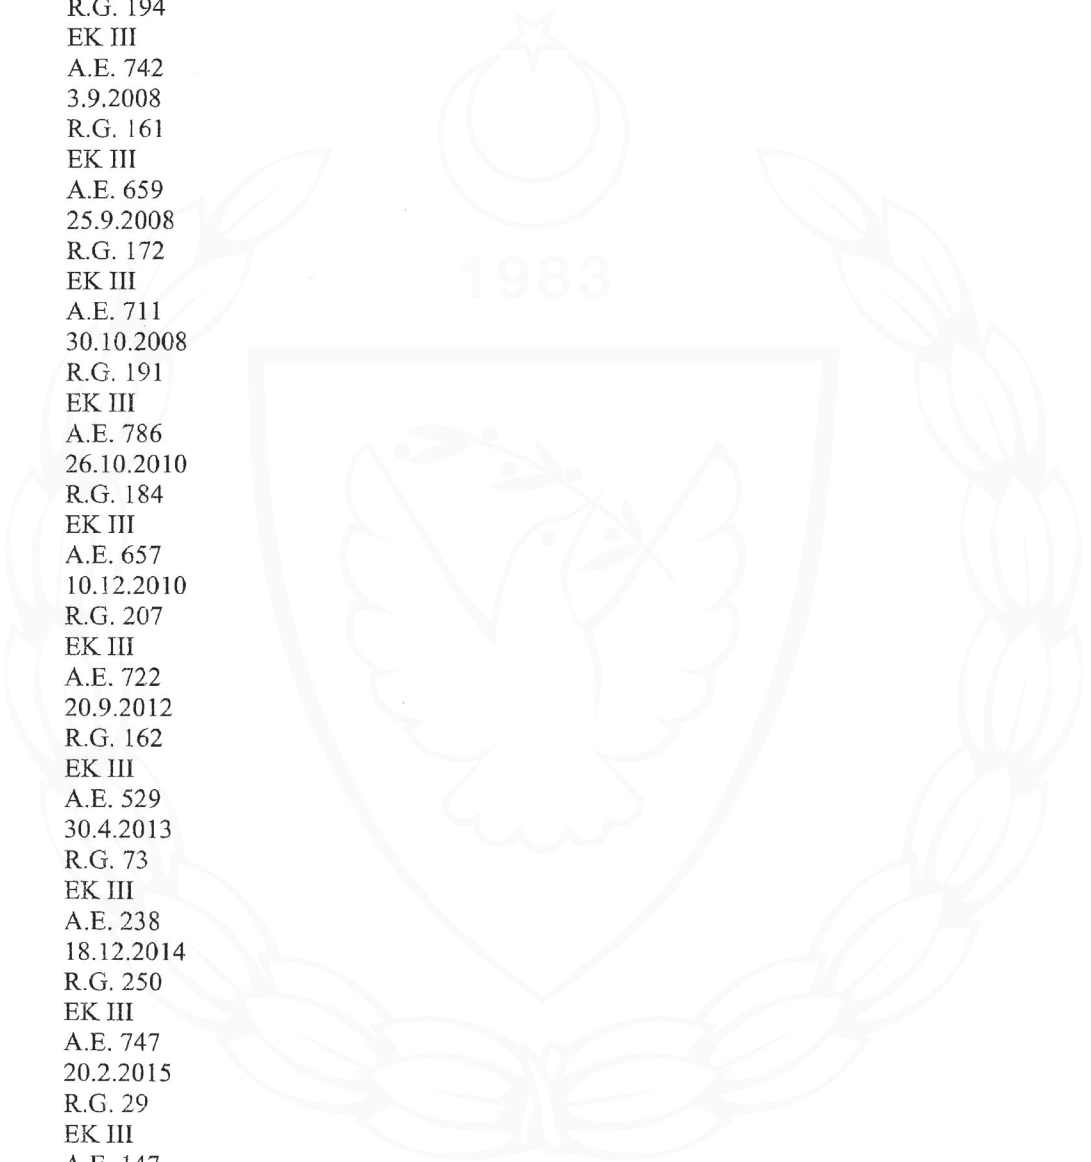 R.G. 194
EK III
A.E. 742
3.9.2008
R.G. 161
EK III
A.E. 659
25.9.2008
R.G. 172
EK III
A.E. 711
30.10.2008
R.G. 191
EK III
A.E. 786
26.10.2010
R.G. 184
EK III
A.E. 657
10.12.2010
R.G. 207
EK III
A.E. 722
20.9.2012
R.G. 162
EK III
A.E. 529
30.4.2013
R.G. 73
EK III
A.E. 238
18.12.2014
R.G. 250
EK III
A.E. 747
20.2.2015
R.G. 29
EK III
A.E. 147
1983